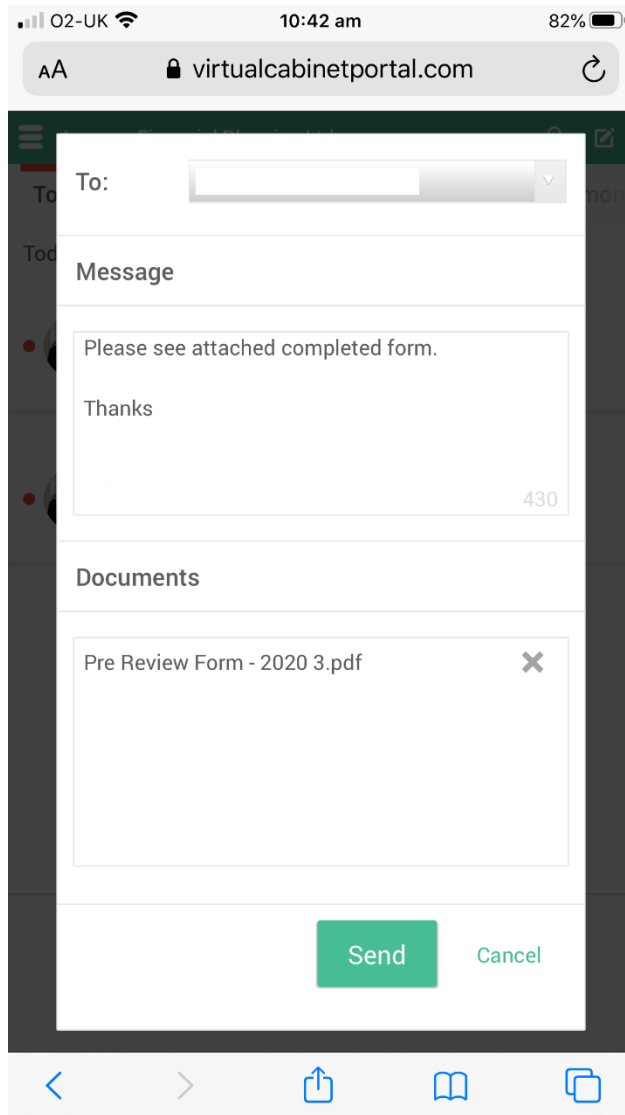 O2-UK 10:42 am 82%
AA virtualcabinetportal.com
To:
Message
Please see attached completed form.
Thanks
430
Documents
Pre Review Form - 2020 3.pdf
Send Cancel